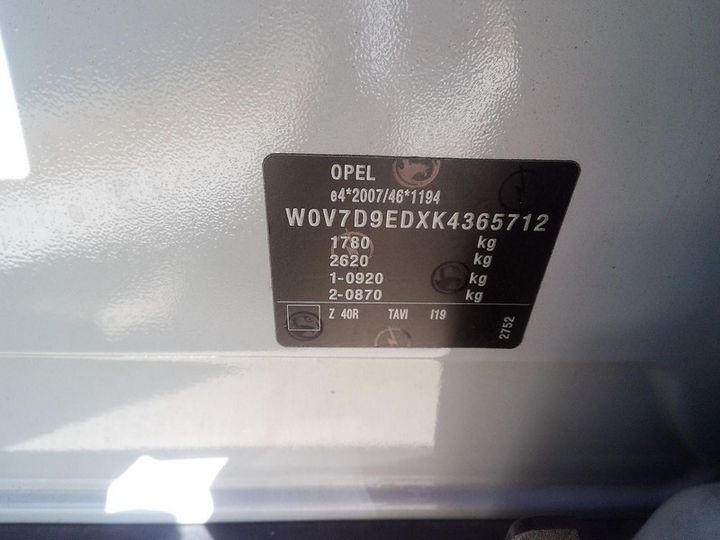 OPEL
e4*2007/46*1194
W0V7D9EDXK4365712
1780 kg
2620 kg
1-0920 kg
2-0870 kg
Z 40R TAVI I19
2752